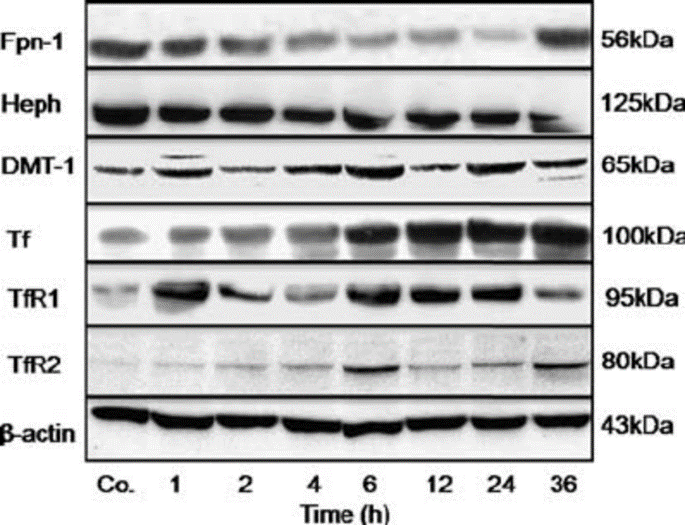 Fpn-1 56kDa
Heph 125kDa
DMT-1 65kDa
Tf 100kDa
TfR1 95kDa
TfR2 80kDa
β-actin 43kDa
Co. 1 2 4 6 12 24 36
Time (h)